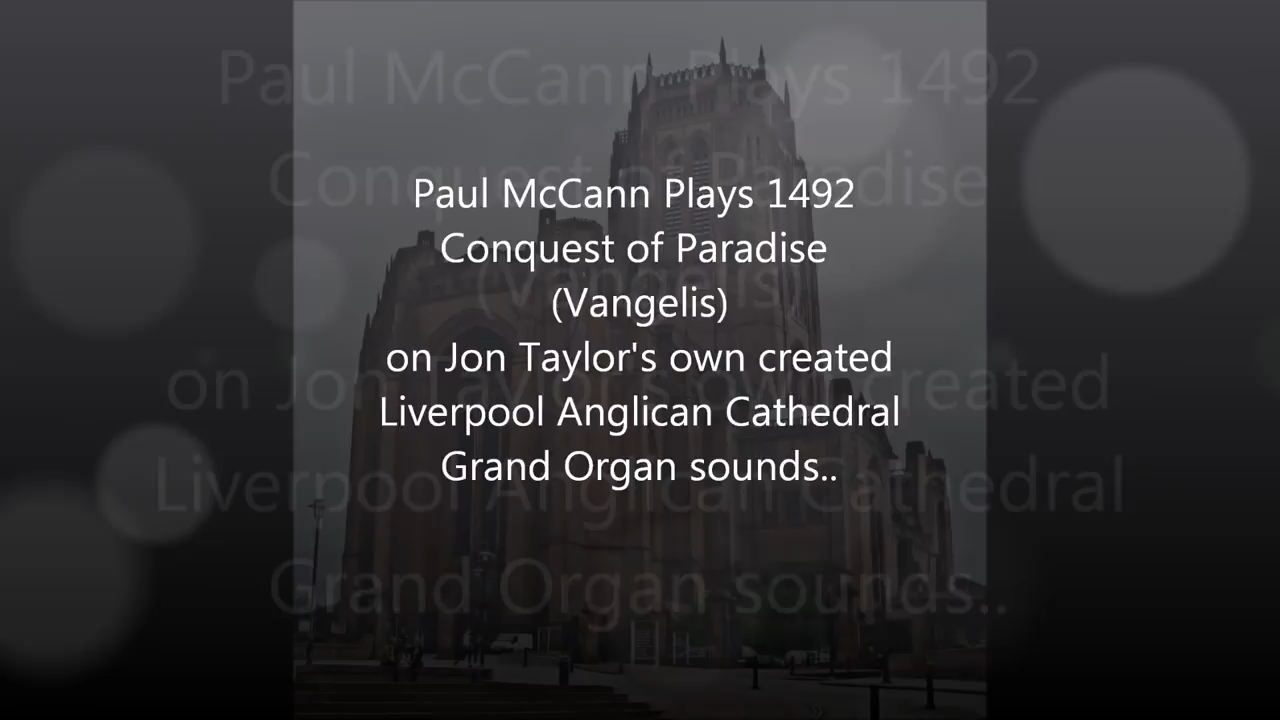 Paul McCann Plays 1492
Conquest of Paradise
(Vangelis)
on Jon Taylor's own created
Liverpool Anglican Cathedral
Grand Organ sounds..